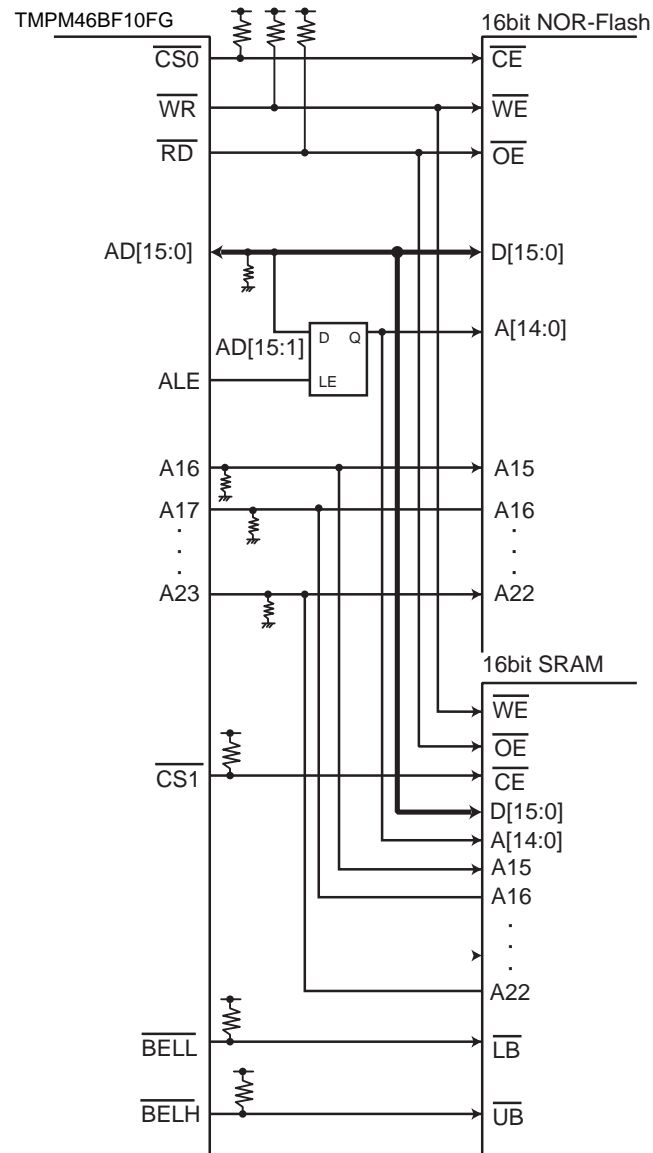 TMPM46BF10FG
16bit NOR-Flash
CS0
CE
WR
WE
RD
OE
AD[15:0]
D[15:0]
AD[15:1]
D Q
LE
A[14:0]
ALE
A16
A15
A17
A16
.
.
.
.
.
.
A23
A22
16bit SRAM
WE
OE
CS1
CE
D[15:0]
A[14:0]
A15
A16
.
.
.
A22
BELL
LB
BELH
UB